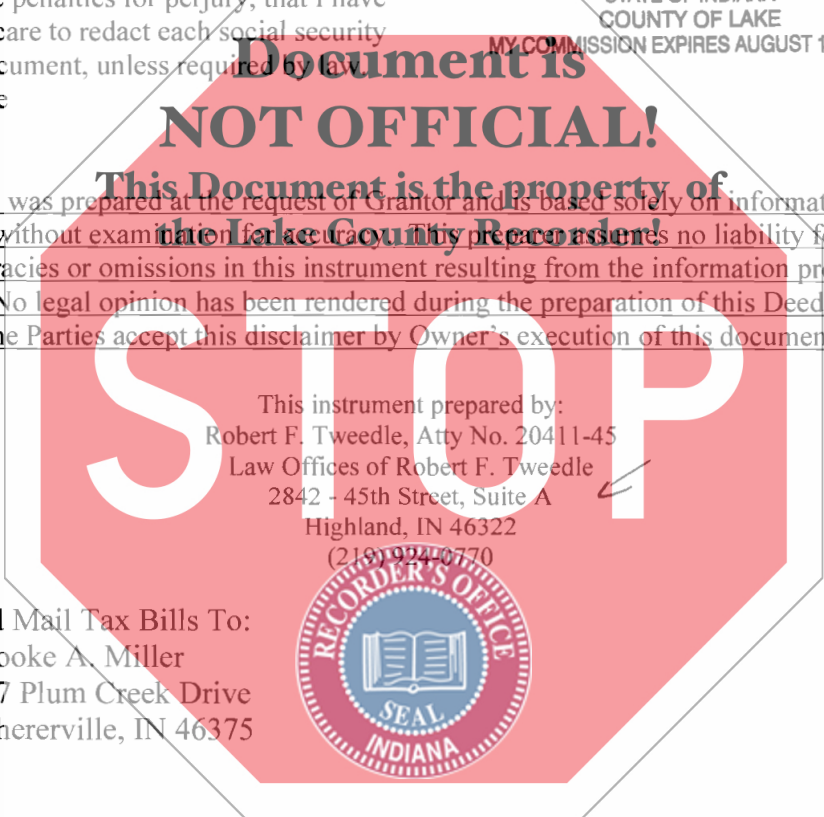 penalties for perjury, that I have
care to redact each social security
cument, unless required by law.
e
STATE OF INDIANA
COUNTY OF LAKE
MY COMMISSION EXPIRES AUGUST 1
Document is
NOT OFFICIAL!
This Document is the property of
the Lake County Recorder!
was prepared at the request of Grantor and is based solely on informat
without examination for accuracy. This preparer assumes no liability f
acies or omissions in this instrument resulting from the information pr
No legal opinion has been rendered during the preparation of this Deed
e Parties accept this disclaimer by Owner's execution of this documen
STOP
This instrument prepared by:
Robert F. Tweedle, Atty No. 20411-45
Law Offices of Robert F. Tweedle
2842 - 45th Street, Suite A
Highland, IN 46322
(219) 924-0770
RECORDER'S OFFICE
SEAL
INDIANA
l Mail Tax Bills To:
ooke A. Miller
7 Plum Creek Drive
hererville, IN 46375